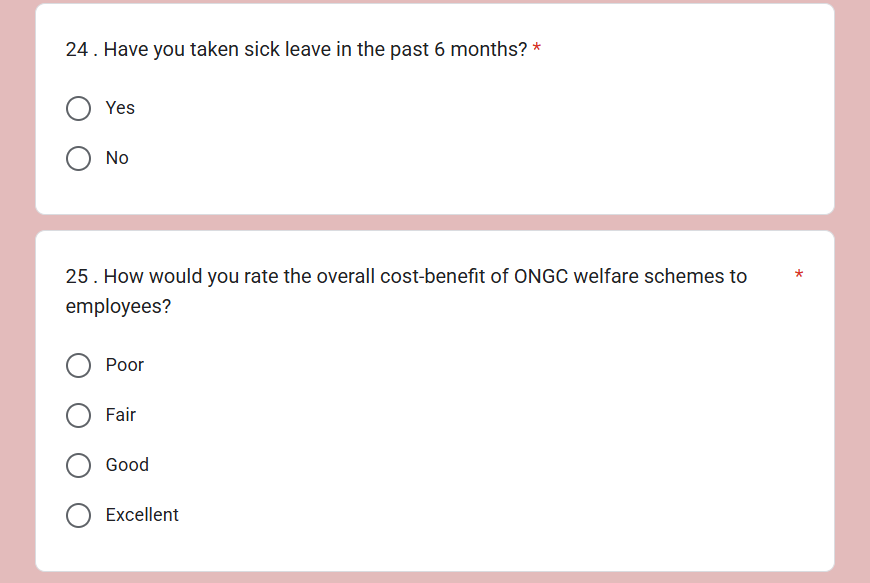 24 . Have you taken sick leave in the past 6 months? *
Yes
No
25 . How would you rate the overall cost-benefit of ONGC welfare schemes to *
employees?
Poor
Fair
Good
Excellent